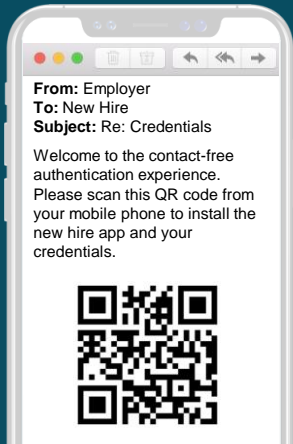 From: Employer
To: New Hire
Subject: Re: Credentials
Welcome to the contact-free
authentication experience.
Please scan this QR code from
your mobile phone to install the
new hire app and your
credentials.